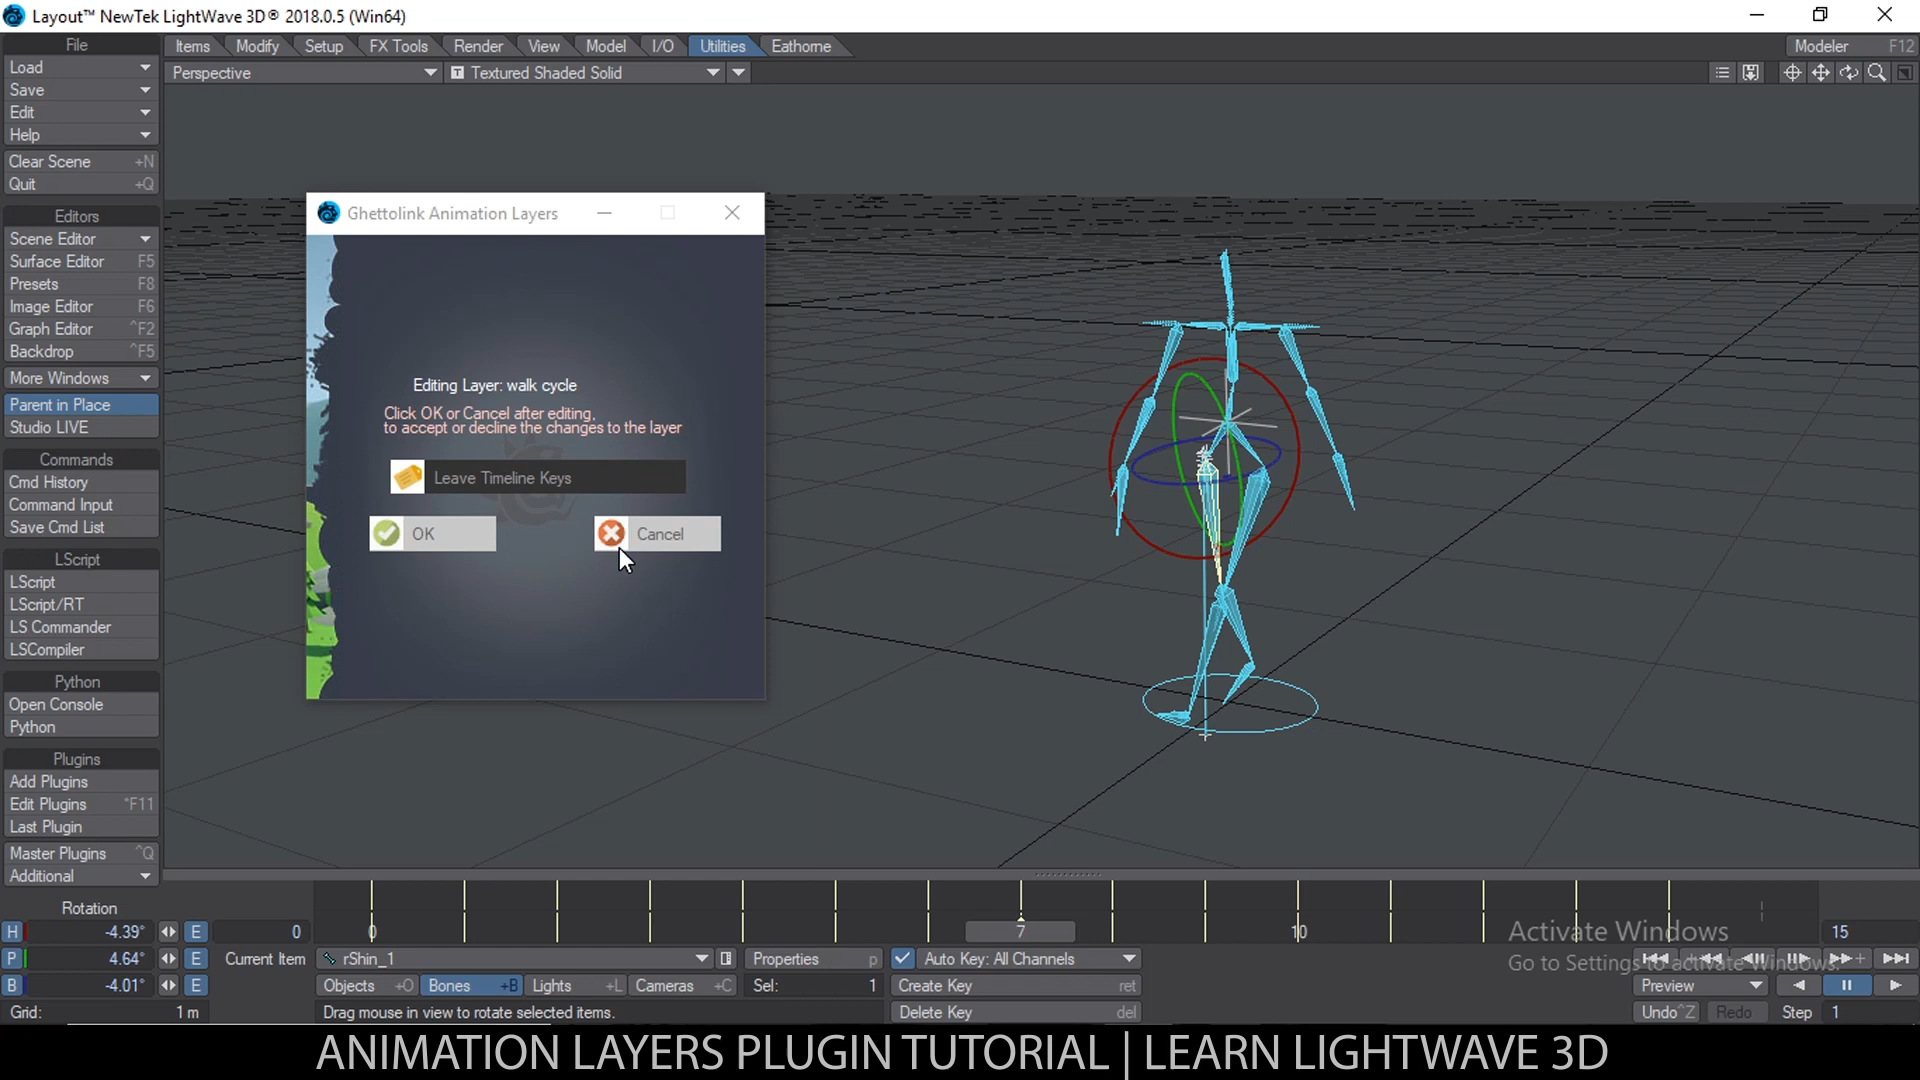 Layout™ NewTek LightWave 3D® 2018.0.5 (Win64)
File
Items
Modify
Setup
FX Tools
Render
View
Model
I/O
Utilities
Eathorne
Modeler F12
Load
Save
Edit
Help
Perspective
T Textured Shaded Solid
Clear Scene +N
Quit +Q
Editors
Scene Editor
Surface Editor F5
Presets F8
Image Editor F6
Graph Editor ^F2
Backdrop ^F5
More Windows
Parent in Place
Studio LIVE
Commands
Cmd History
Command Input
Save Cmd List
LScript
LScript
LScript/RT
LS Commander
LSCompiler
Python
Open Console
Python
Plugins
Add Plugins
Edit Plugins ^F11
Last Plugin
Master Plugins ^Q
Additional
Ghettolink Animation Layers
Editing Layer: walk cycle
Click OK or Cancel after editing,
to accept or decline the changes to the layer
Leave Timeline Keys
OK
Cancel
Rotation
H -4.39° E
P 4.64° E
B -4.01° E
Grid: 1 m
0
0
7
10
15
Activate Windows
Go to Settings to activate Windows.
Current Item rShin_1
Properties p
Auto Key: All Channels
Objects +O
Bones +B
Lights +L
Cameras +C
Sel: 1
Create Key ret
Preview
Drag mouse in view to rotate selected items.
Delete Key del
Undo ^Z
Redo
Step 1
ANIMATION LAYERS PLUGIN TUTORIAL | LEARN LIGHTWAVE 3D